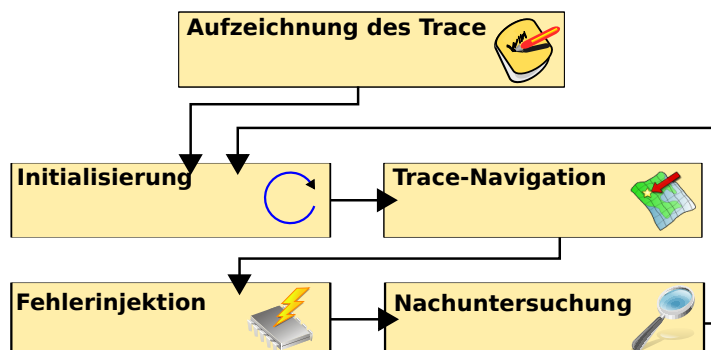 Aufzeichnung des Trace
Initialisierung
Trace-Navigation
Fehlerinjektion
Nachuntersuchung